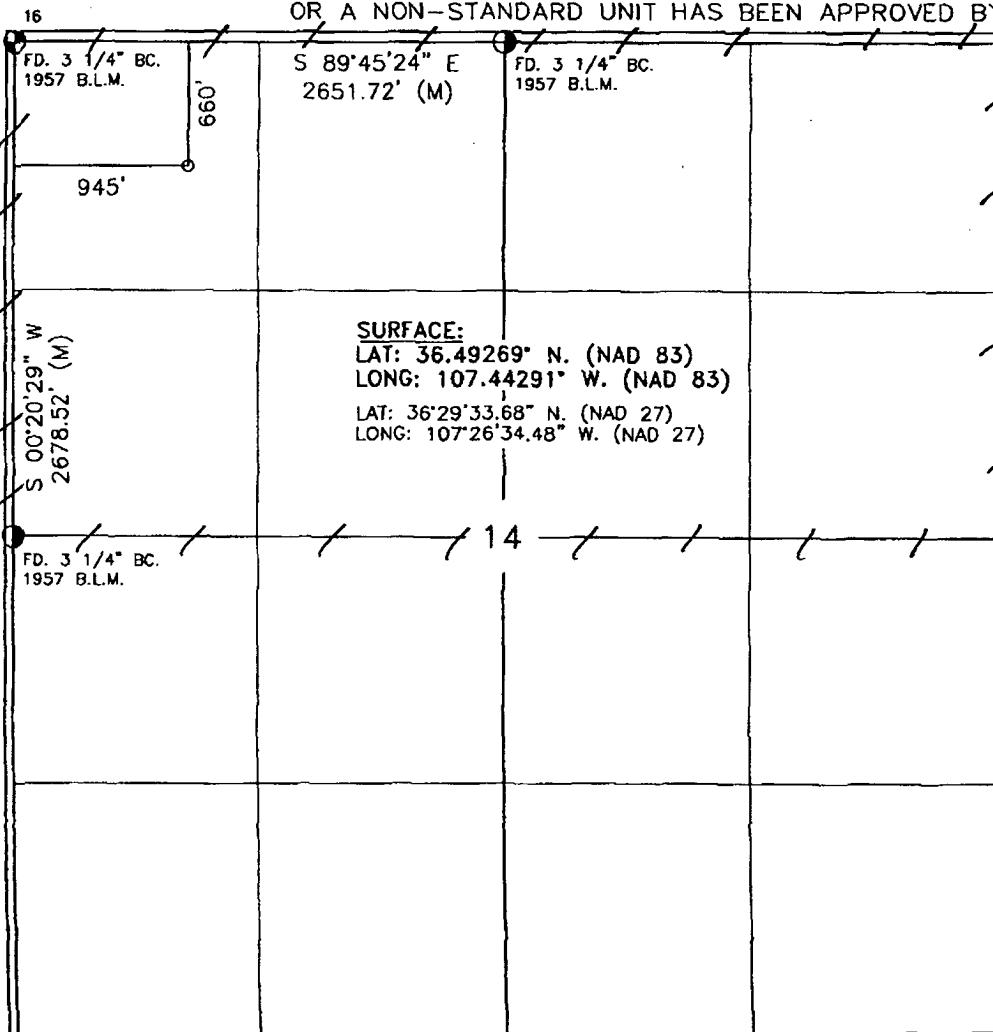 OR A NON-STANDARD UNIT HAS BEEN APPROVED BY
16
FD. 3 1/4" BC.
1957 B.L.M.
S 89°45'24" E
2651.72' (M)
FD. 3 1/4" BC.
1957 B.L.M.
660'
945'
S 00°20'29" W
2678.52' (M)
SURFACE:
LAT: 36.49269° N. (NAD 83)
LONG: 107.44291° W. (NAD 83)
LAT: 36°29'33.68" N. (NAD 27)
LONG: 107°26'34.48" W. (NAD 27)
14
FD. 3 1/4" BC.
1957 B.L.M.